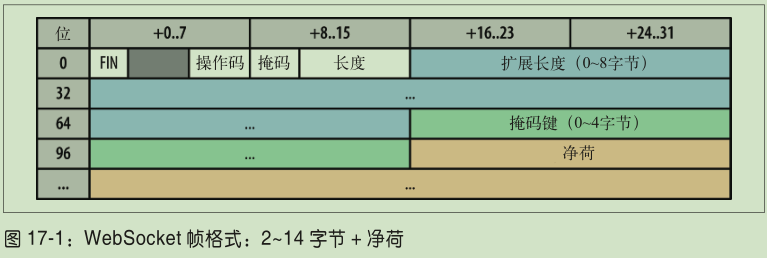 位 +0..7 +8..15 +16..23 +24..31
0 FIN 操作码 掩码 长度 扩展长度（0~8字节）
32 ...
64 ... 掩码键（0~4字节）
96 ... 净荷
... ...
图 17-1：WebSocket 帧格式：2~14 字节 + 净荷